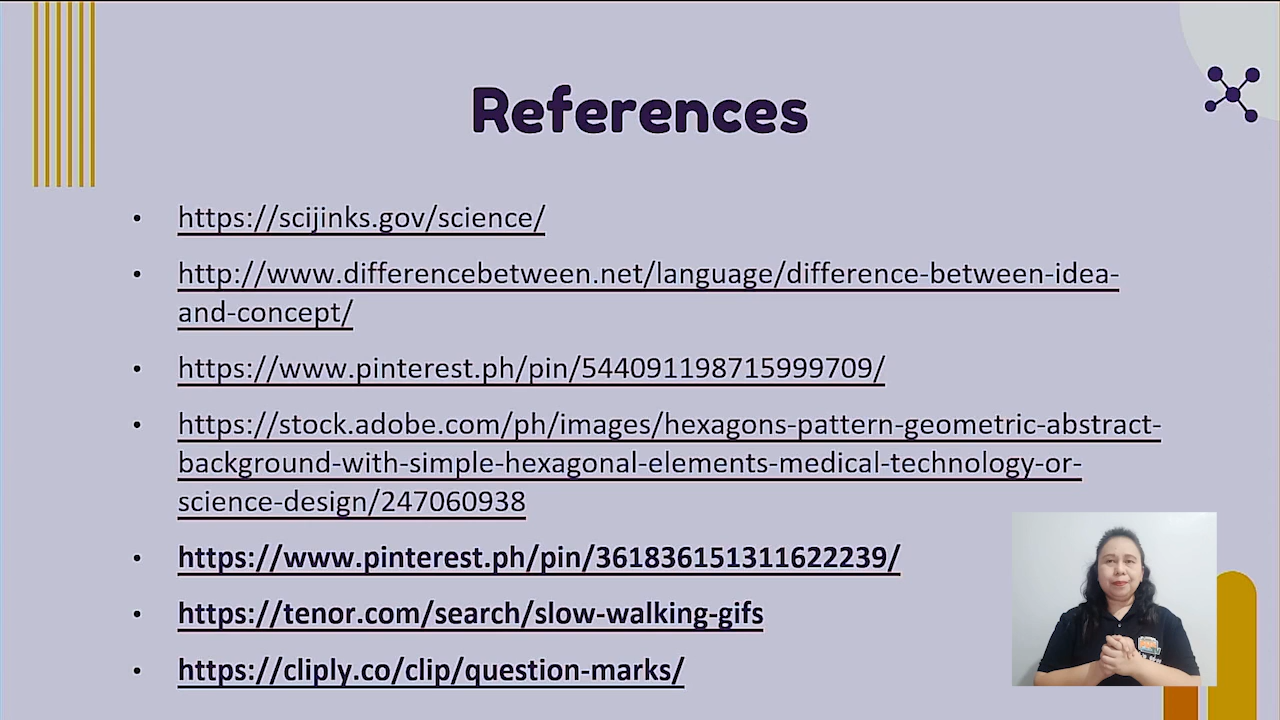 References
• https://scijinks.gov/science/
• http://www.differencebetween.net/language/difference-between-idea-
and-concept/
• https://www.pinterest.ph/pin/544091198715999709/
• https://stock.adobe.com/ph/images/hexagons-pattern-geometric-abstract-
background-with-simple-hexagonal-elements-medical-technology-or-
science-design/247060938
• https://www.pinterest.ph/pin/361836151311622239/
• https://tenor.com/search/slow-walking-gifs
• https://cliply.co/clip/question-marks/